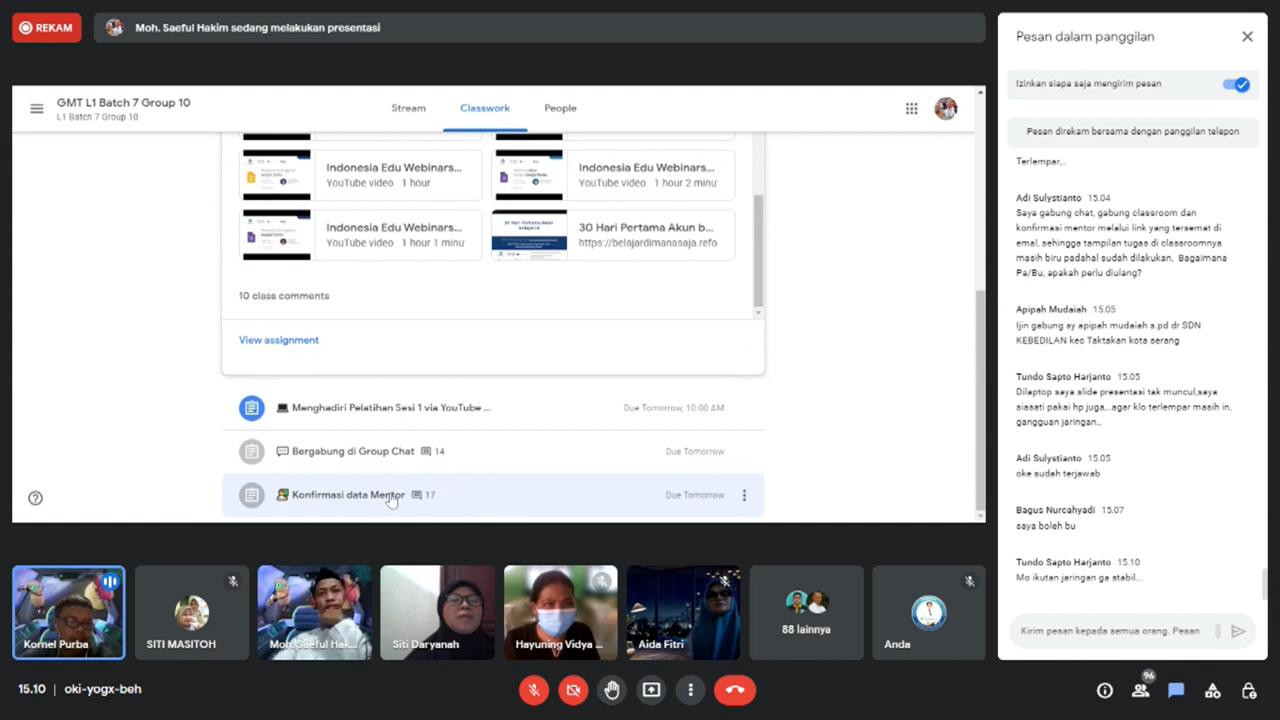 REKAM
Moh. Saeful Hakim sedang melakukan presentasi
GMT L1 Batch 7 Group 10
L1 Batch 7 Group 10
Stream
Classwork
People
Indonesia Edu Webinars...
YouTube video 1 hour
Indonesia Edu Webinars...
YouTube video 1 hour 2 minu
Indonesia Edu Webinars...
YouTube video 1 hour 1 minu
30 Hari Pertama Akun b...
https://belajardimanasaja.refo
10 class comments
View assignment
Menghadiri Pelatihan Sesi 1 via YouTube ...
Due Tomorrow, 10:00 AM
Bergabung di Group Chat 14
Due Tomorrow
Konfirmasi data Mentor 17
Due Tomorrow
Kornel Purba
SITI MASITOH
Moh. Saeful Hak...
Siti Daryanah
Hayuning Vidya ...
Aida Fitri
88 lainnya
Anda
15.10 | oki-yogx-beh
96
Pesan dalam panggilan
Izinkan siapa saja mengirim pesan
Pesan direkam bersama dengan panggilan telepon
Terlempar,..
Adi Sulystianto 15.04
Saya gabung chat, gabung classroom dan
konfirmasi mentor melalui link yang tersemat di
emal, sehingga tampilan tugas di claasroomnya
masih biru padahal sudah dilakukan, Bagaimana
Pa/Bu, apakah perlu diulang?
Apipah Mudaiah 15.05
Ijin gabung sy apipah mudaiah s.pd dr SDN
KEBEDILAN kec Taktakan kota serang
Tundo Sapto Harjanto 15.05
Dilaptop saya slide presentasi tak muncul,saya
siasati pakai hp juga,..agar klo terlempar masih in,
gangguan jaringan..
Adi Sulystianto 15.05
oke sudah terjawab
Bagus Nurcahyadi 15.07
saya boleh bu
Tundo Sapto Harjanto 15.10
Mo ikutan jaringan ga atabil...
Kirim pesan kepada semua orang. Pesan